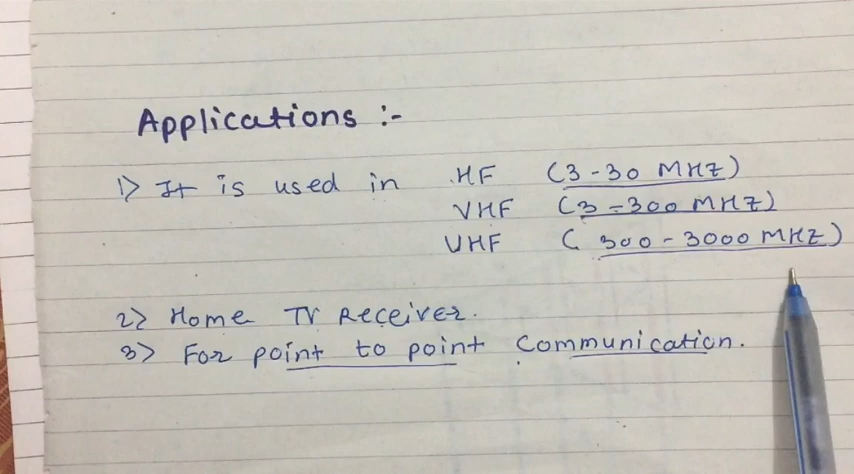 Applications :-
1) It is used in HF (3-30 MHZ)
VHF (3-300 MHZ)
UHF ( 300-3000 MHZ)
2) Home TV Receiver.
3) For point to point communication.